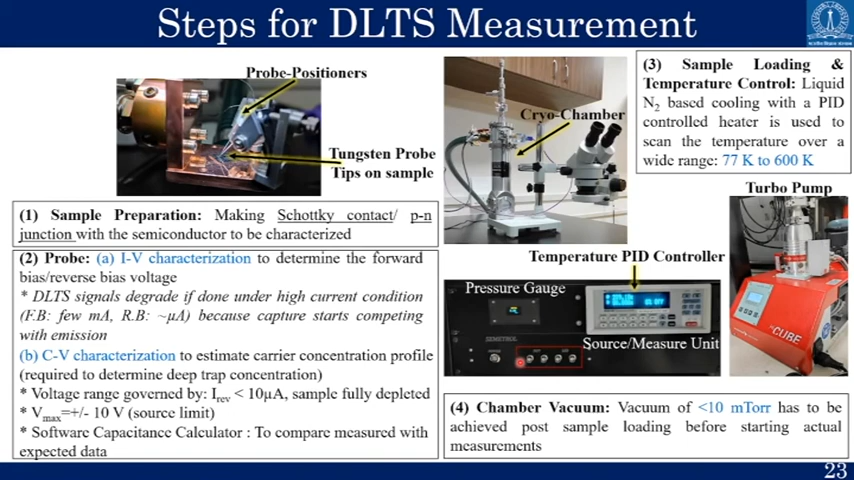 Steps for DLTS Measurement
Probe-Positioners
Tungsten Probe
Tips on sample
(1) Sample Preparation: Making Schottky contact/ p-n
junction with the semiconductor to be characterized
(2) Probe: (a) I-V characterization to determine the forward
bias/reverse bias voltage
* DLTS signals degrade if done under high current condition
(F.B: few mA, R.B: ~μA) because capture starts competing
with emission
(b) C-V characterization to estimate carrier concentration profile
(required to determine deep trap concentration)
* Voltage range governed by: Irev < 10μA, sample fully depleted
* Vmax=+/- 10 V (source limit)
* Software Capacitance Calculator : To compare measured with
expected data
Cryo-Chamber
(3) Sample Loading &
Temperature Control: Liquid
N2 based cooling with a PID
controlled heater is used to
scan the temperature over a
wide range: 77 K to 600 K
Turbo Pump
HiCUBE
Temperature PID Controller
Pressure Gauge
SEMETROL
Source/Measure Unit
(4) Chamber Vacuum: Vacuum of <10 mTorr has to be
achieved post sample loading before starting actual
measurements
23